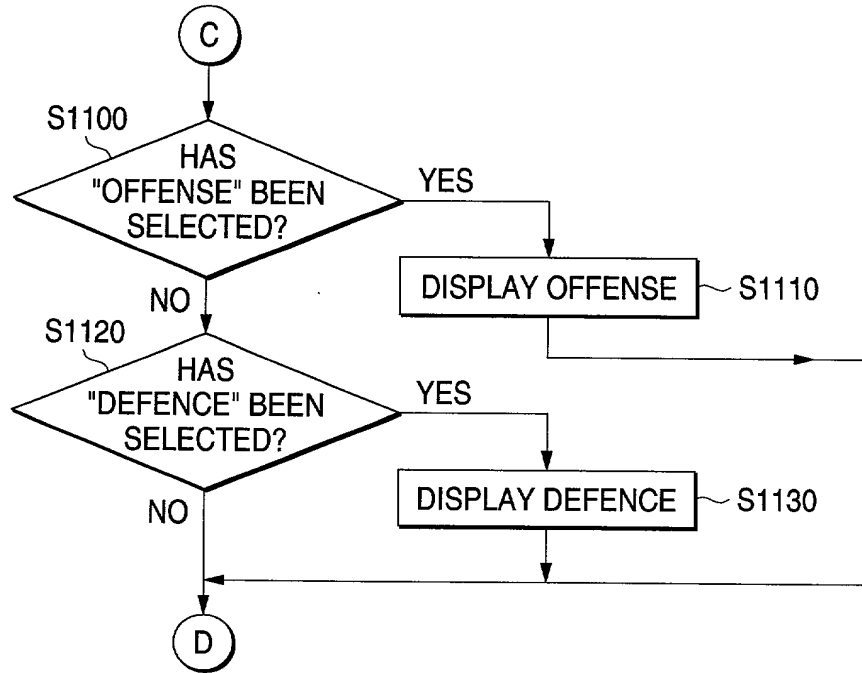 C
S1100
HAS
"OFFENSE" BEEN
SELECTED?
YES
NO
DISPLAY OFFENSE
S1110
S1120
HAS
"DEFENCE" BEEN
SELECTED?
YES
NO
DISPLAY DEFENCE
S1130
D